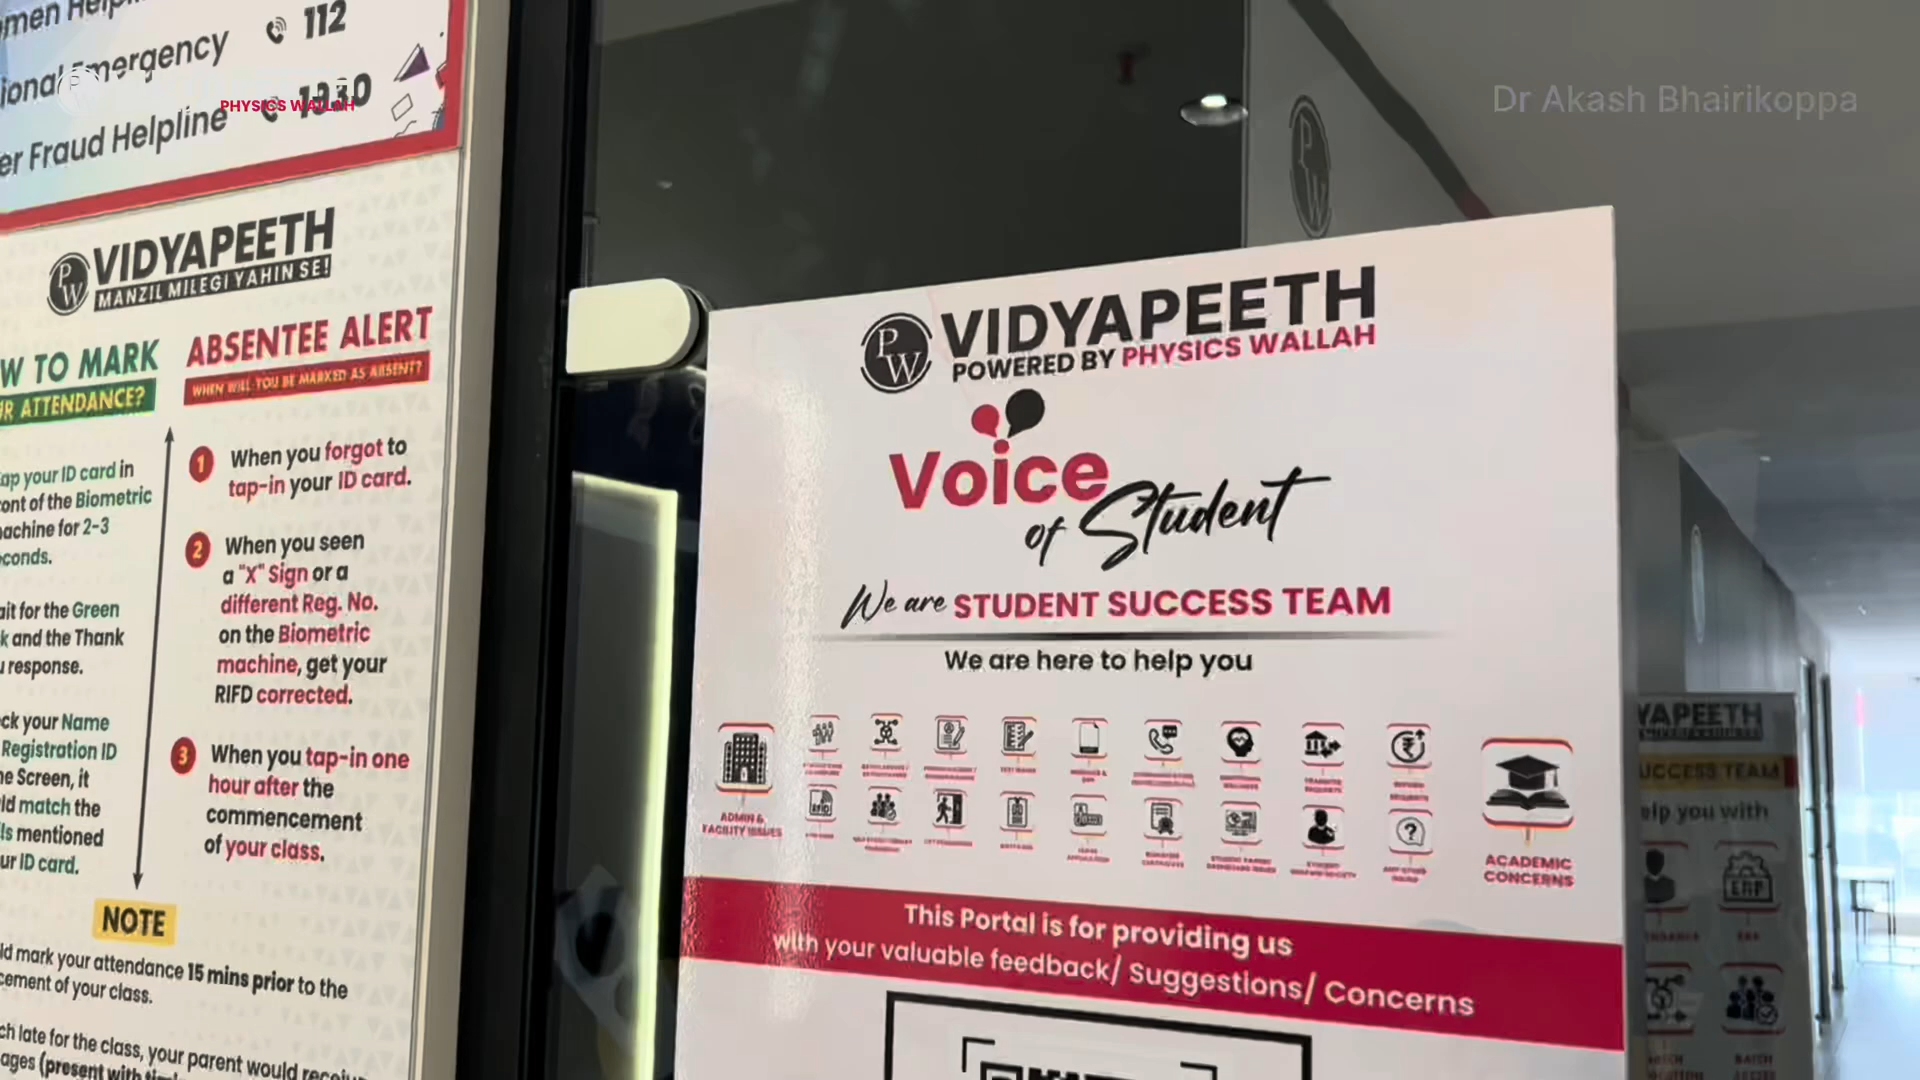 112
Emergency
1930
er Fraud Helpline
PHYSICS WALLAH
Dr Akash Bhairikoppa
PW
VIDYAPEETH
MANZIL MILEGI YAHIN SE!
W TO MARK
R ATTENDANCE?
ap your ID card in
ont of the Biometric
achine for 2-3
conds.
ait for the Green
k and the Thank
u response.
ck your Name
Registration ID
he Screen, it
ld match the
ils mentioned
ur ID card.
ABSENTEE ALERT
WHEN WILL YOU BE MARKED AS ABSENT?
1
When you forgot to
tap-in your ID card.
2
When you seen
a "X" Sign or a
different Reg. No.
on the Biometric
machine, get your
RIFD corrected.
3
When you tap-in one
hour after the
commencement
of your class.
NOTE
ld mark your attendance 15 mins prior to the
cement of your class.
ch late for the class, your parent would receiv
ages (present with
PW
PW
VIDYAPEETH
POWERED BY PHYSICS WALLAH
Voice
of Student
We are STUDENT SUCCESS TEAM
We are here to help you
ADMIN &
FACILITY ISSUES
RFID
ACADEMIC
CONCERNS
This Portal is for providing us
with your valuable feedback/ Suggestions/ Concerns
YAPEETH
UCCESS TEAM
elp you with
ERP
ERP